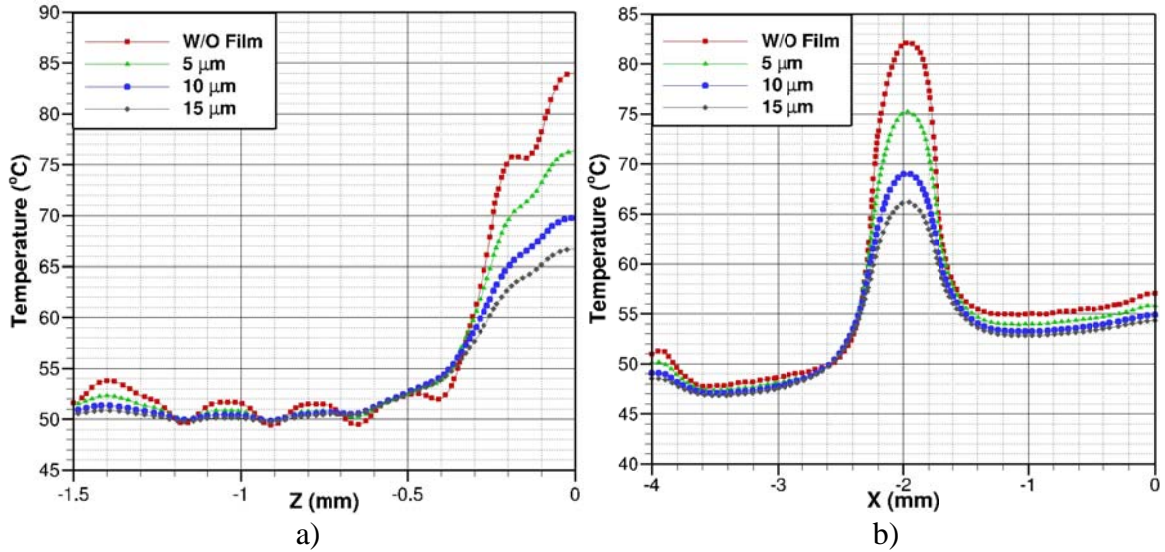 90
85
80
75
70
65
60
55
50
45
Temperature (°C)
W/O Film
5 μm
10 μm
15 μm
-1.5
-1
-0.5
0
Z (mm)
a)
85
80
75
70
65
60
55
50
45
40
Temperature (°C)
W/O Film
5 μm
10 μm
15 μm
-4
-3
-2
-1
0
X (mm)
b)